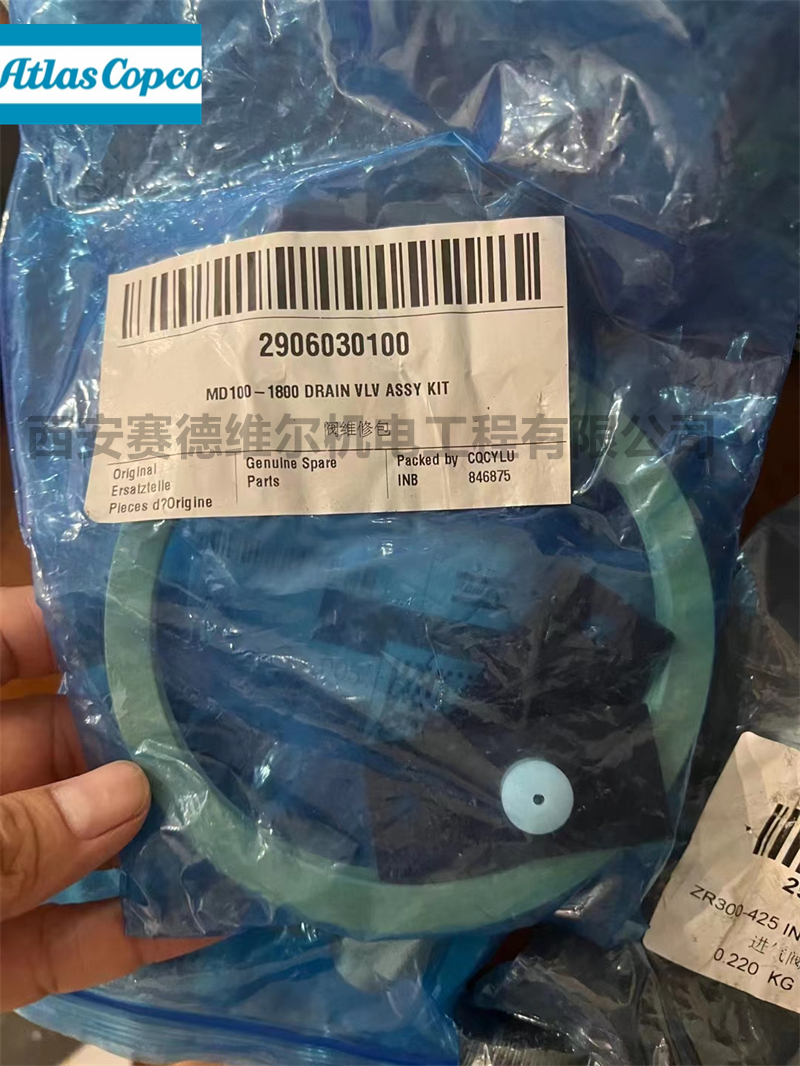 Atlas Copco
2906030100
MD100-1800 DRAIN VLV ASSY KIT
阀维修包
西安赛德维尔机电工程有限公司
Original
Ersalztelle
Pieces d?Origine
Genuine Spare
Parts
Packed by CQCYLU
INB 846875
ZR300-425 IN
进气阀
0.220 KG